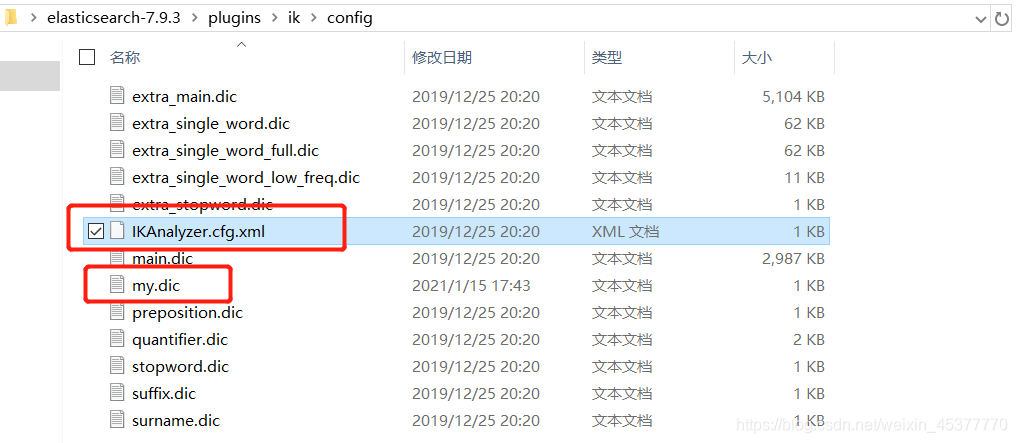 elasticsearch-7.9.3 > plugins > ik > config
名称 修改日期 类型 大小
extra_main.dic 2019/12/25 20:20 文本文档 5,104 KB
extra_single_word.dic 2019/12/25 20:20 文本文档 62 KB
extra_single_word_full.dic 2019/12/25 20:20 文本文档 62 KB
extra_single_word_low_freq.dic 2019/12/25 20:20 文本文档 11 KB
extra_stopword.dic 2019/12/25 20:20 文本文档 1 KB
IKAnalyzer.cfg.xml 2019/12/25 20:20 XML 文档 1 KB
main.dic 2019/12/25 20:20 文本文档 2,987 KB
my.dic 2021/1/15 17:43 文本文档 1 KB
preposition.dic 2019/12/25 20:20 文本文档 1 KB
quantifier.dic 2019/12/25 20:20 文本文档 2 KB
stopword.dic 2019/12/25 20:20 文本文档 1 KB
suffix.dic 2019/12/25 20:20 文本文档 1 KB
surname.dic 2019/12/25 20:20 文本文档 1 KB
https://blog.csdn.net/weixin_45377770